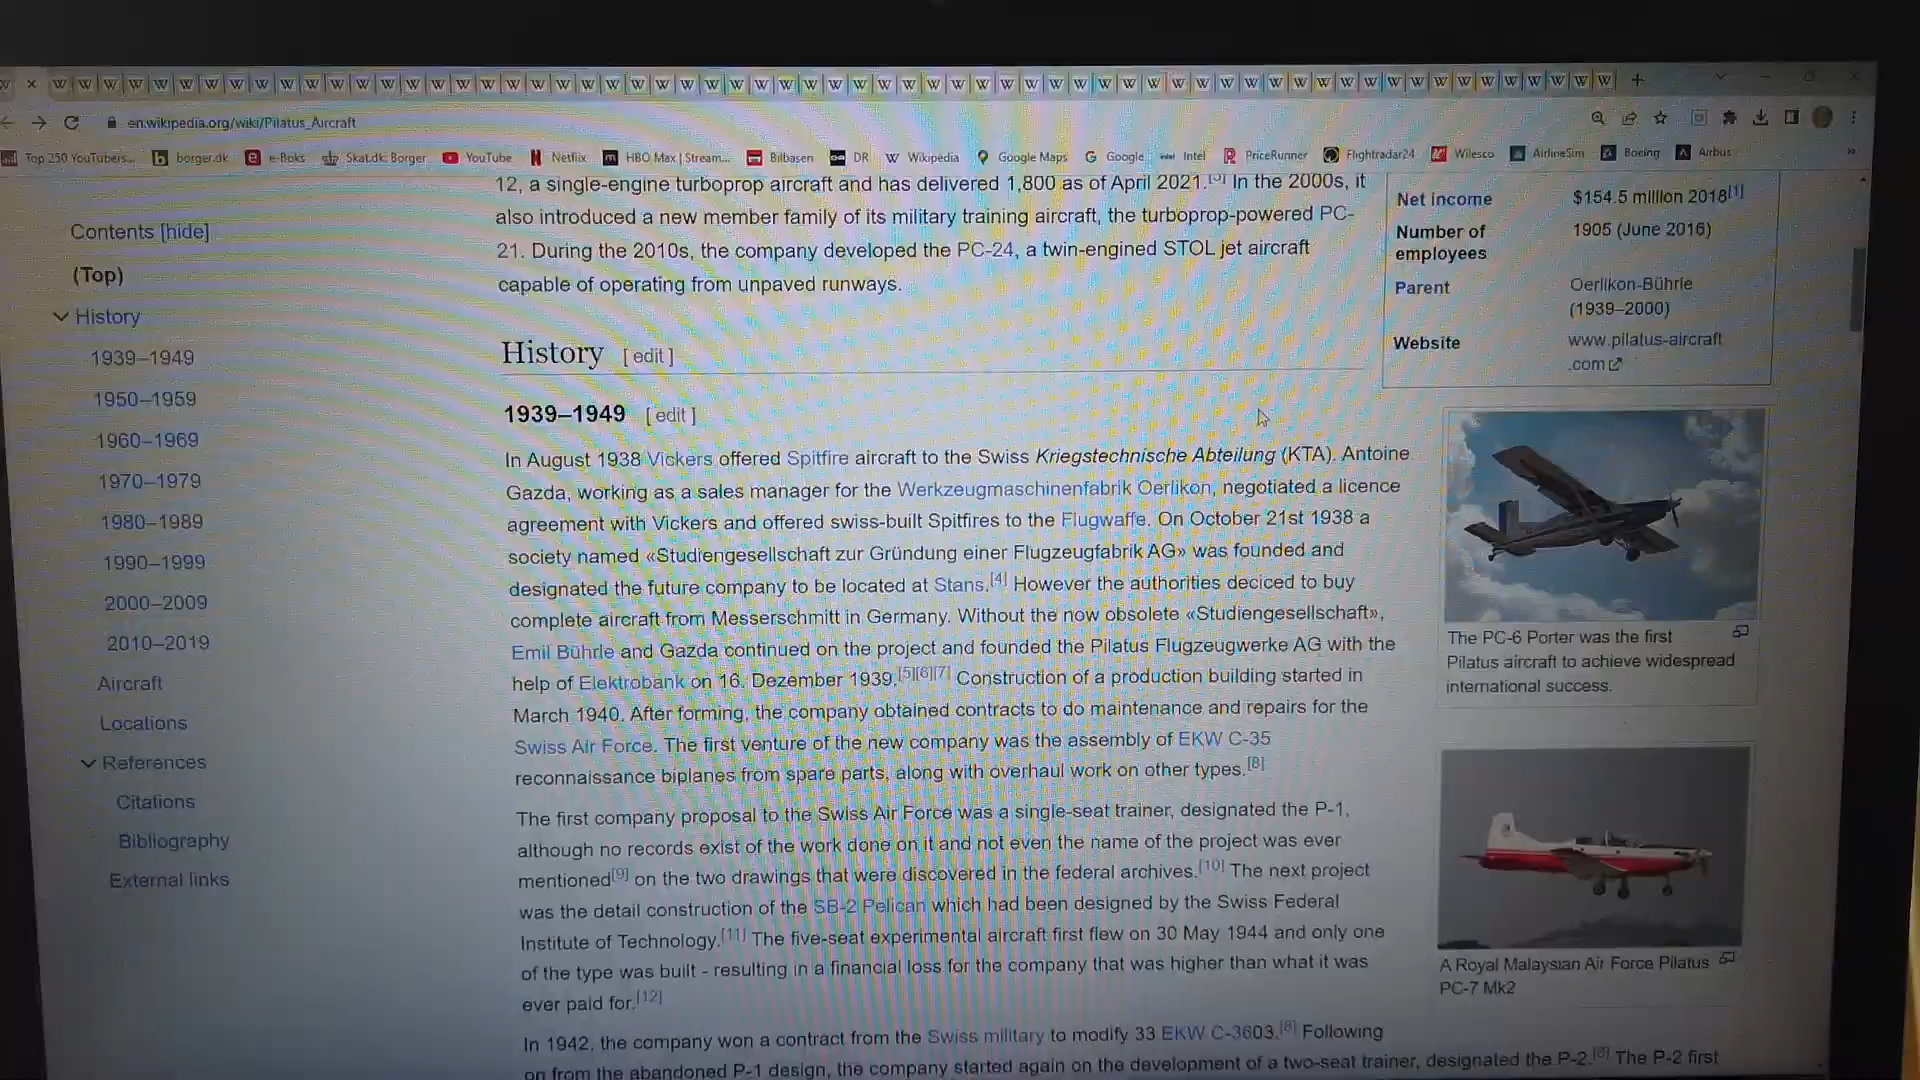 en.wikipedia.org/wiki/Pilatus_Aircraft
Top 250 YouTubers... borger.dk e-Boks Skat.dk: Borger YouTube Netflix HBO Max | Stream... Bilbasen DR Wikipedia Google Maps Google Intel PriceRunner Flightradar24 Wilesco AirlineSim Boeing Airbus
Contents [hide]
(Top)
History
1939–1949
1950–1959
1960–1969
1970–1979
1980–1989
1990–1999
2000–2009
2010–2019
Aircraft
Locations
References
Citations
Bibliography
External links
12, a single-engine turboprop aircraft and has delivered 1,800 as of April 2021. In the 2000s, it
also introduced a new member family of its military training aircraft, the turboprop-powered PC-
21. During the 2010s, the company developed the PC-24, a twin-engined STOL jet aircraft
capable of operating from unpaved runways.
History [ edit ]
1939–1949 [ edit ]
In August 1938 Vickers offered Spitfire aircraft to the Swiss Kriegstechnische Abteilung (KTA). Antoine
Gazda, working as a sales manager for the Werkzeugmaschinenfabrik Oerlikon, negotiated a licence
agreement with Vickers and offered swiss-built Spitfires to the Flugwaffe. On October 21st 1938 a
society named «Studiengesellschaft zur Gründung einer Flugzeugfabrik AG» was founded and
designated the future company to be located at Stans.[4] However the authorities deciced to buy
complete aircraft from Messerschmitt in Germany. Without the now obsolete «Studiengesellschaft»,
Emil Bührle and Gazda continued on the project and founded the Pilatus Flugzeugwerke AG with the
help of Elektrobank on 16. Dezember 1939.[5][6][7] Construction of a production building started in
March 1940. After forming, the company obtained contracts to do maintenance and repairs for the
Swiss Air Force. The first venture of the new company was the assembly of EKW C-35
reconnaissance biplanes from spare parts, along with overhaul work on other types.[8]
The first company proposal to the Swiss Air Force was a single-seat trainer, designated the P-1,
although no records exist of the work done on it and not even the name of the project was ever
mentioned[9] on the two drawings that were discovered in the federal archives.[10] The next project
was the detail construction of the SB-2 Pelican which had been designed by the Swiss Federal
Institute of Technology.[11] The five-seat experimental aircraft first flew on 30 May 1944 and only one
of the type was built - resulting in a financial loss for the company that was higher than what it was
ever paid for.[12]
In 1942, the company won a contract from the Swiss military to modify 33 EKW C-3603.[8] Following
on from the abandoned P-1 design, the company started again on the development of a two-seat trainer, designated the P-2.[8] The P-2 first
Net income $154.5 million 2018[1]
Number of employees 1905 (June 2016)
Parent Oerlikon-Bührle
(1939–2000)
Website www.pilatus-aircraft
.com
The PC-6 Porter was the first
Pilatus aircraft to achieve widespread
international success.
A Royal Malaysian Air Force Pilatus
PC-7 Mk2